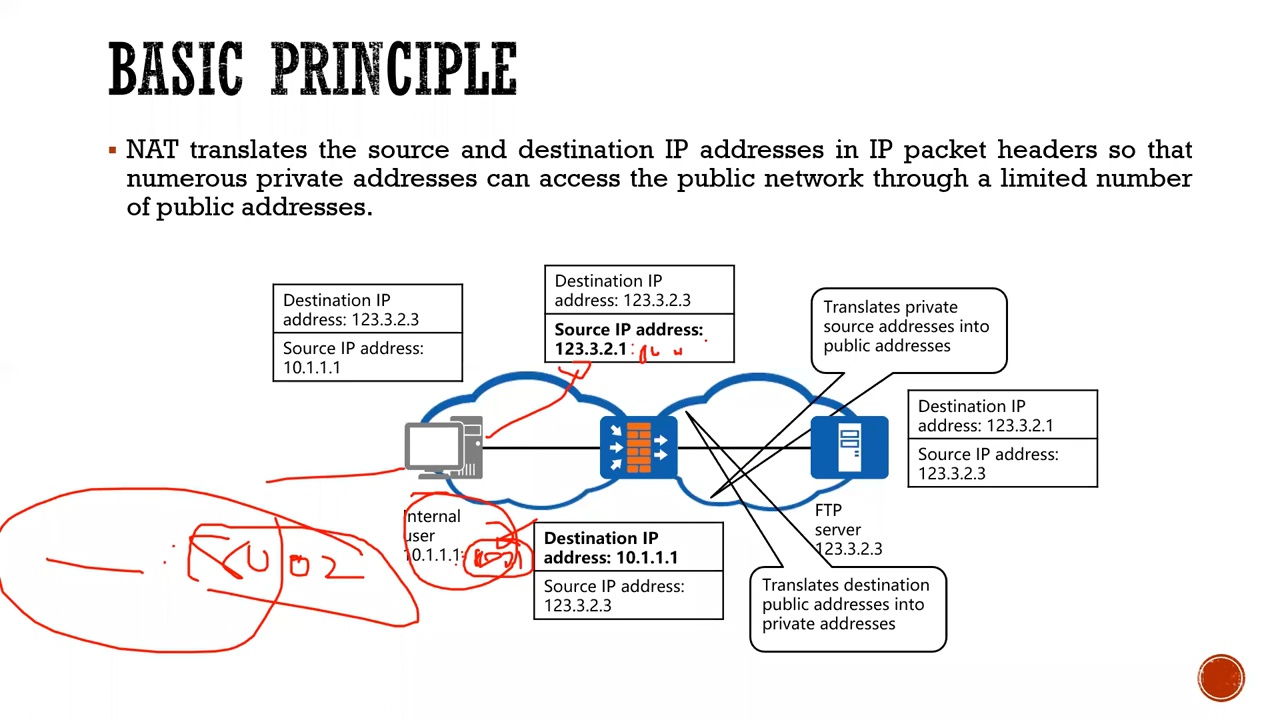 BASIC PRINCIPLE
NAT translates the source and destination IP addresses in IP packet headers so that
numerous private addresses can access the public network through a limited number
of public addresses.
Destination IP
address: 123.3.2.3
Source IP address:
10.1.1.1
Destination IP
address: 123.3.2.3
Source IP address:
123.3.2.1
Translates private
source addresses into
public addresses
Destination IP
address: 123.3.2.1
Source IP address:
123.3.2.3
Internal
user
10.1.1.1
Destination IP
address: 10.1.1.1
Source IP address:
123.3.2.3
FTP
server
123.3.2.3
Translates destination
public addresses into
private addresses